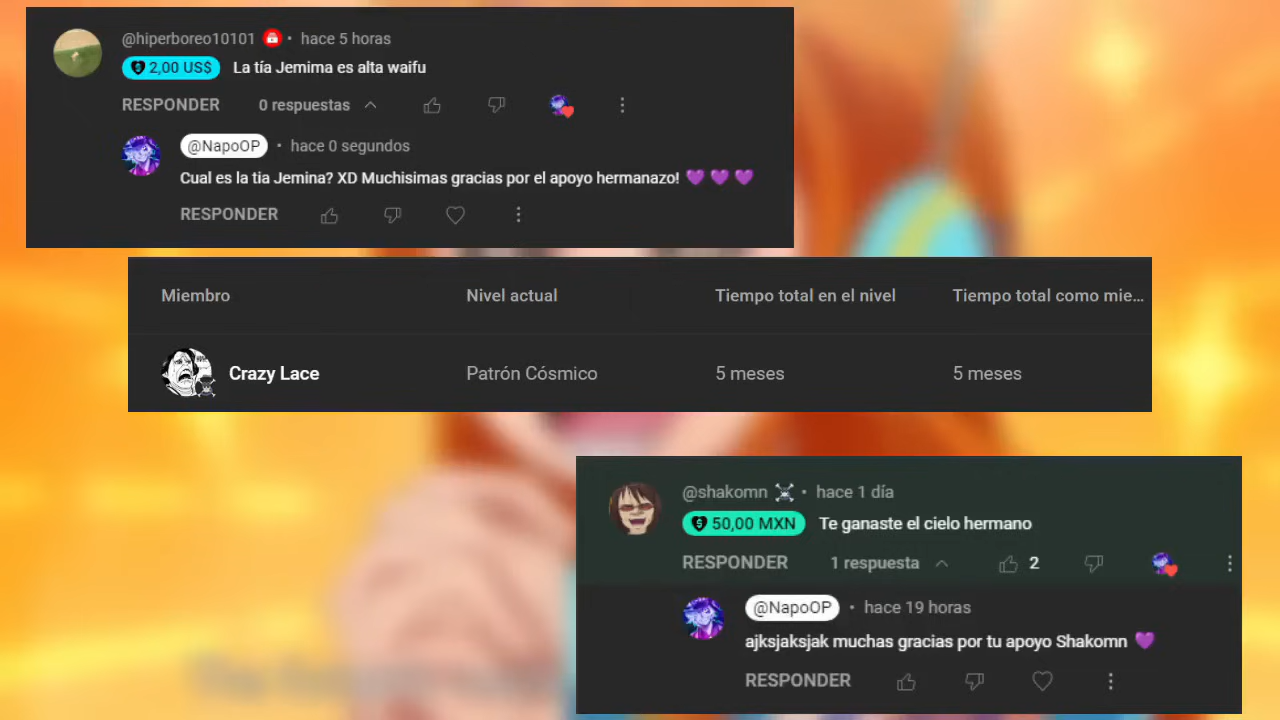 @hiperboreo10101 • hace 5 horas
2,00 US$ La tía Jemima es alta waifu
RESPONDER 0 respuestas
@NapoOP • hace 0 segundos
Cual es la tia Jemina? XD Muchisimas gracias por el apoyo hermanazo! 💜 💜 💜
RESPONDER
Miembro Nivel actual Tiempo total en el nivel Tiempo total como mie...
Crazy Lace Patrón Cósmico 5 meses 5 meses
@shakomn • hace 1 día
50,00 MXN Te ganaste el cielo hermano
RESPONDER 1 respuesta 2
@NapoOP • hace 19 horas
ajksjaksjak muchas gracias por tu apoyo Shakomn 💜
RESPONDER